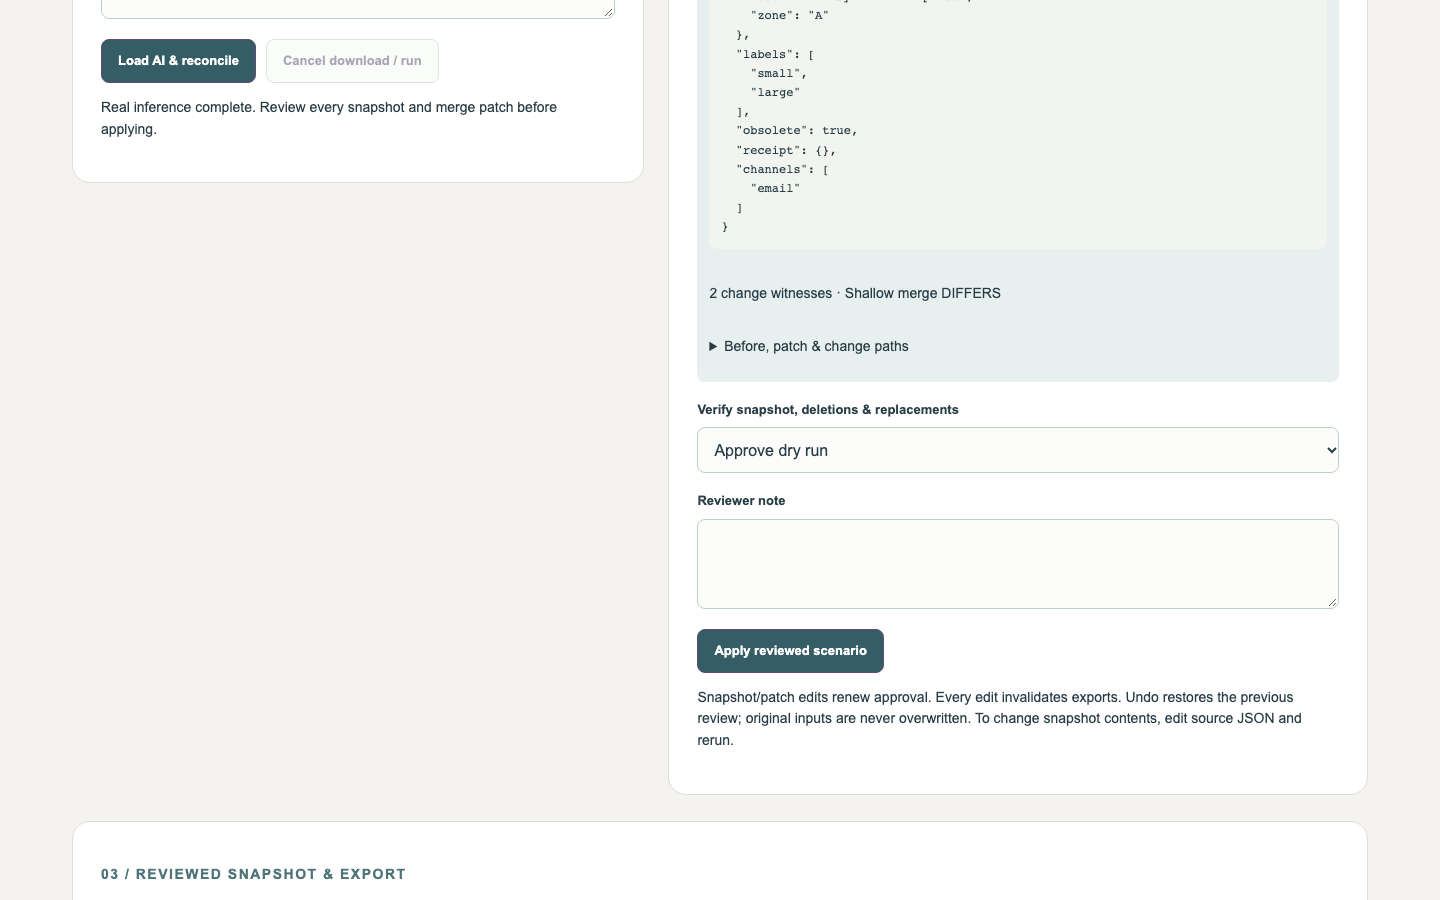 Load AI & reconcile
Cancel download / run
Real inference complete. Review every snapshot and merge patch before
applying.
"zone": "A"
},
"labels": [
"small",
"large"
],
"obsolete": true,
"receipt": {},
"channels": [
"email"
]
}
2 change witnesses · Shallow merge DIFFERS
▶ Before, patch & change paths
Verify snapshot, deletions & replacements
Approve dry run
Reviewer note
Apply reviewed scenario
Snapshot/patch edits renew approval. Every edit invalidates exports. Undo restores the previous
review; original inputs are never overwritten. To change snapshot contents, edit source JSON and
rerun.
03 / REVIEWED SNAPSHOT & EXPORT